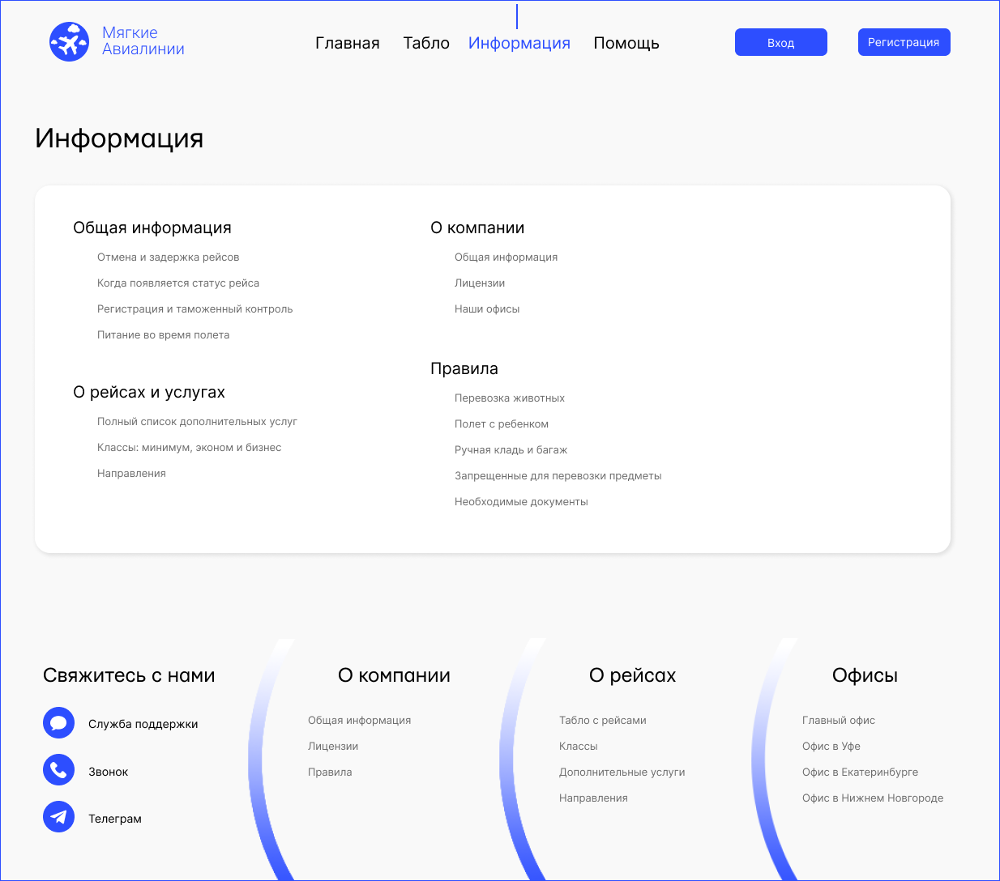 Мягкие
Авиалинии
Главная Табло Информация Помощь
Вход Регистрация
Информация
Общая информация
Отмена и задержка рейсов
Когда появляется статус рейса
Регистрация и таможенный контроль
Питание во время полета
О рейсах и услугах
Полный список дополнительных услуг
Классы: минимум, эконом и бизнес
Направления
О компании
Общая информация
Лицензии
Наши офисы
Правила
Перевозка животных
Полет с ребенком
Ручная кладь и багаж
Запрещенные для перевозки предметы
Необходимые документы
Свяжитесь с нами
Служба поддержки
Звонок
Телеграм
О компании
Общая информация
Лицензии
Правила
О рейсах
Табло с рейсами
Классы
Дополнительные услуги
Направления
Офисы
Главный офис
Офис в Уфе
Офис в Екатеринбурге
Офис в Нижнем Новгороде